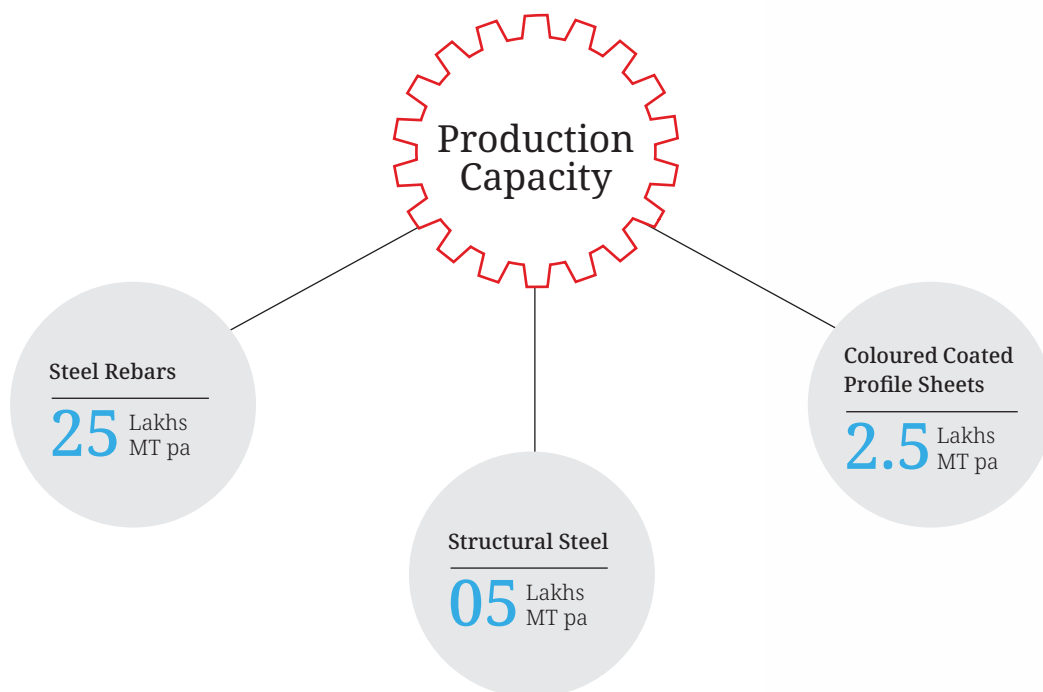 Production
Capacity
Steel Rebars
25 Lakhs
MT pa
Structural Steel
05 Lakhs
MT pa
Coloured Coated
Profile Sheets
2.5 Lakhs
MT pa